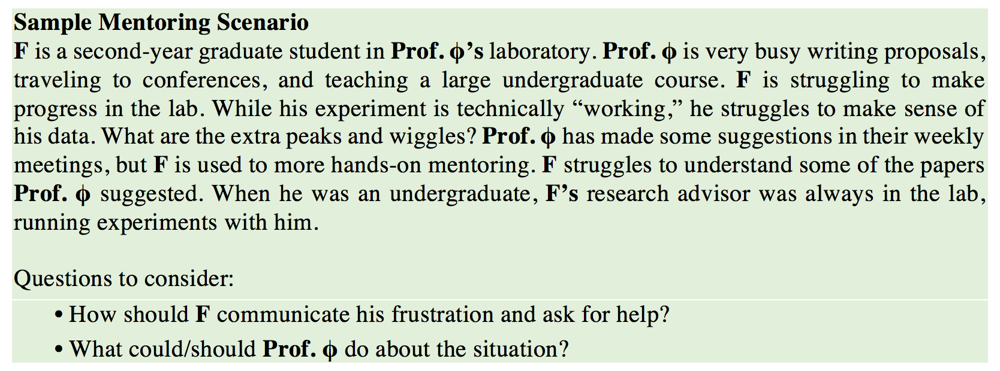 Sample Mentoring Scenario
F is a second-year graduate student in Prof. ϕ’s laboratory. Prof. ϕ is very busy writing proposals,
traveling to conferences, and teaching a large undergraduate course. F is struggling to make
progress in the lab. While his experiment is technically “working,” he struggles to make sense of
his data. What are the extra peaks and wiggles? Prof. ϕ has made some suggestions in their weekly
meetings, but F is used to more hands-on mentoring. F struggles to understand some of the papers
Prof. ϕ suggested. When he was an undergraduate, F’s research advisor was always in the lab,
running experiments with him.
Questions to consider:
• How should F communicate his frustration and ask for help?
• What could/should Prof. ϕ do about the situation?